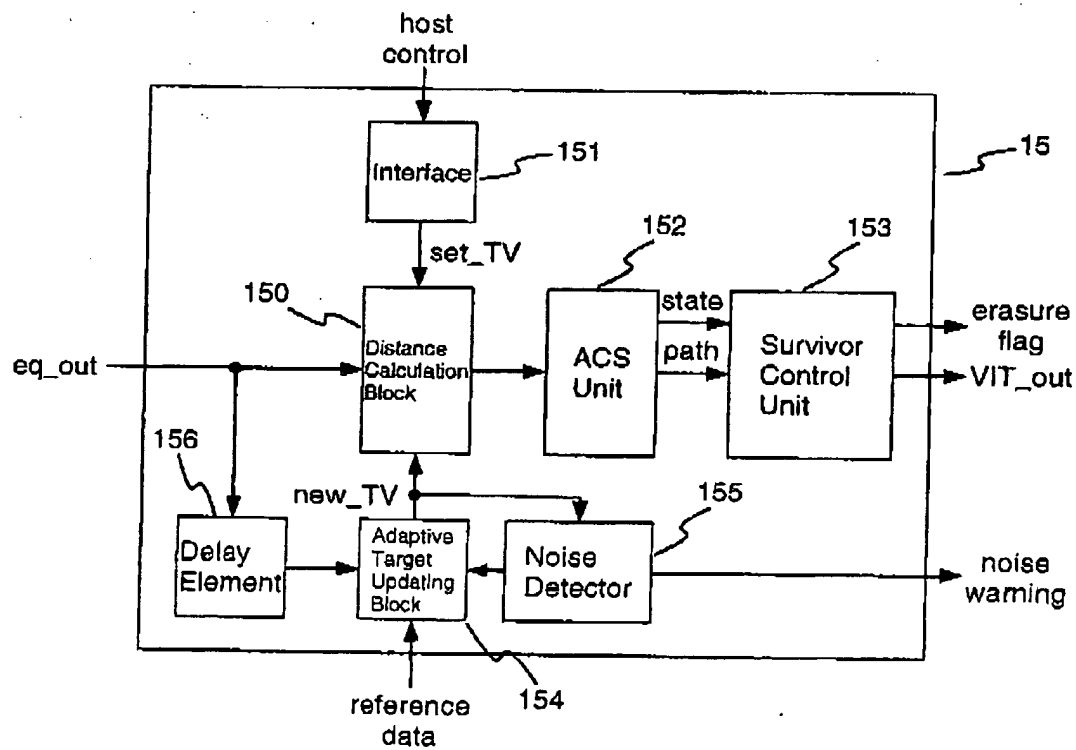 host
control
Interface
151
15
set_TV
152
153
150
state
erasure
flag
eq_out
Distance
Calculation
Block
ACS
Unit
path
Survivor
Control
Unit
VIT_out
156
new_TV
155
Delay
Element
Adaptive
Target
Updating
Block
Noise
Detector
noise
warning
154
reference
data